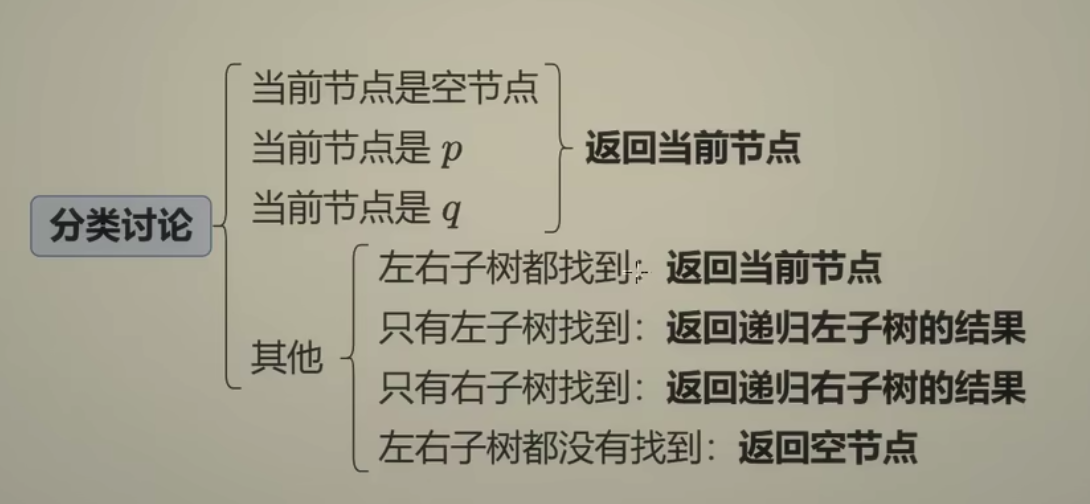 分类讨论
当前节点是空节点
当前节点是 p
当前节点是 q
返回当前节点
其他
左右子树都找到：返回当前节点
只有左子树找到：返回递归左子树的结果
只有右子树找到：返回递归右子树的结果
左右子树都没有找到：返回空节点